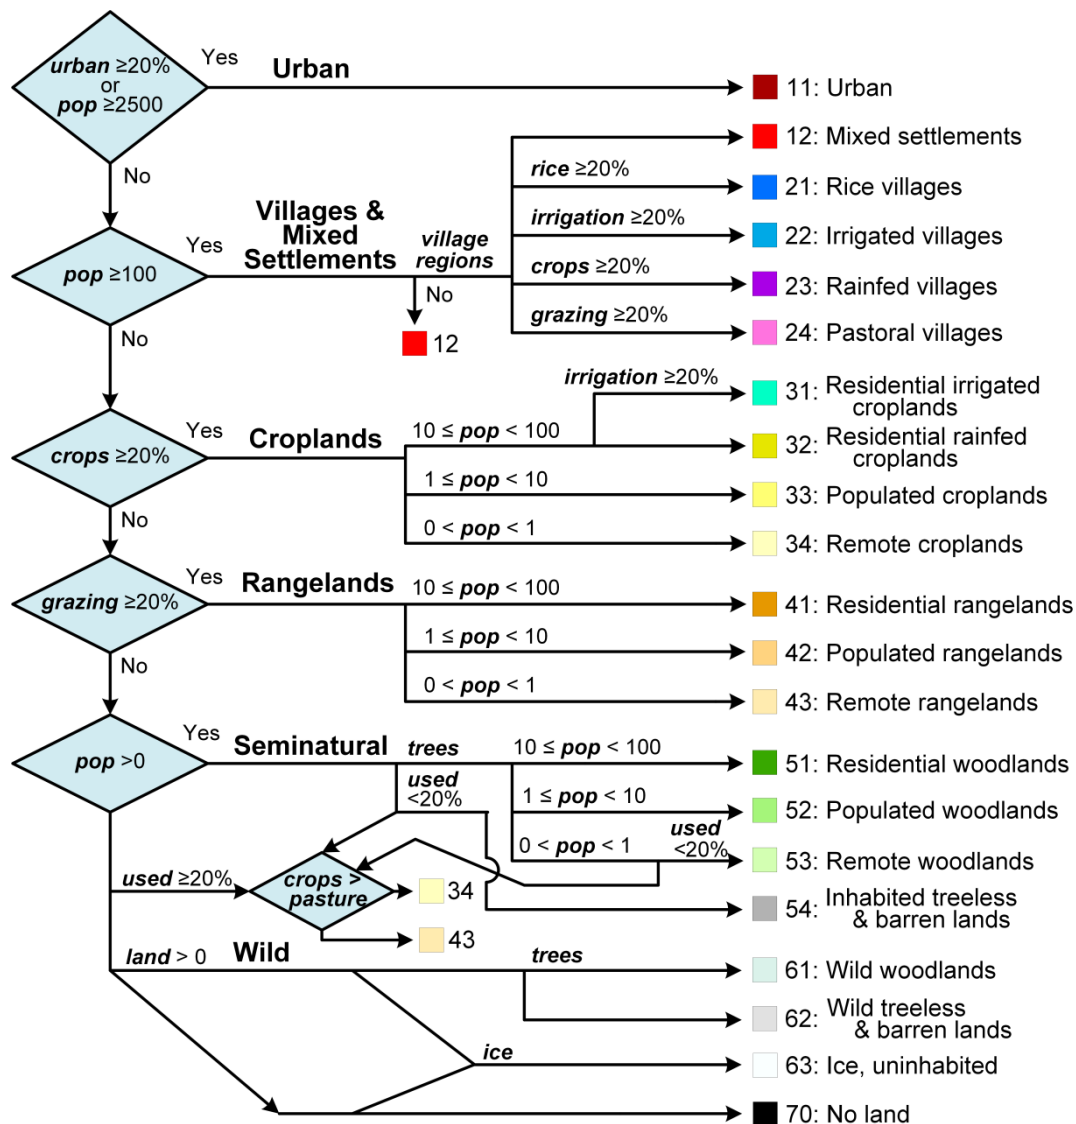 urban ≥20%
or
pop ≥2500
Yes
Urban
11: Urban
No
12: Mixed settlements
rice ≥20%
21: Rice villages
Villages &
Mixed
Settlements
pop ≥100
Yes
village
regions
No
12
irrigation ≥20%
22: Irrigated villages
crops ≥20%
23: Rainfed villages
grazing ≥20%
24: Pastoral villages
No
crops ≥20%
Yes
Croplands
10 ≤ pop < 100
irrigation ≥20%
31: Residential irrigated
croplands
32: Residential rainfed
croplands
1 ≤ pop < 10
33: Populated croplands
0 < pop < 1
34: Remote croplands
No
grazing ≥20%
Yes
Rangelands
10 ≤ pop < 100
41: Residential rangelands
1 ≤ pop < 10
42: Populated rangelands
0 < pop < 1
43: Remote rangelands
No
pop >0
Yes
Seminatural
trees
10 ≤ pop < 100
51: Residential woodlands
used
<20%
1 ≤ pop < 10
52: Populated woodlands
0 < pop < 1
used
<20%
53: Remote woodlands
used ≥20%
crops >
pasture
34
43
54: Inhabited treeless
& barren lands
land > 0
Wild
trees
61: Wild woodlands
62: Wild treeless
& barren lands
ice
63: Ice, uninhabited
70: No land